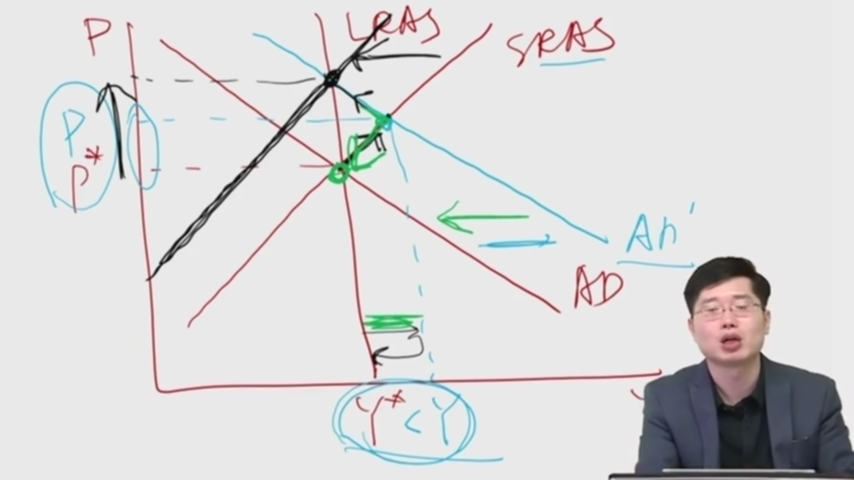 P
LRAS
SRAS
P
P*
AD'
AD
Y* < Y